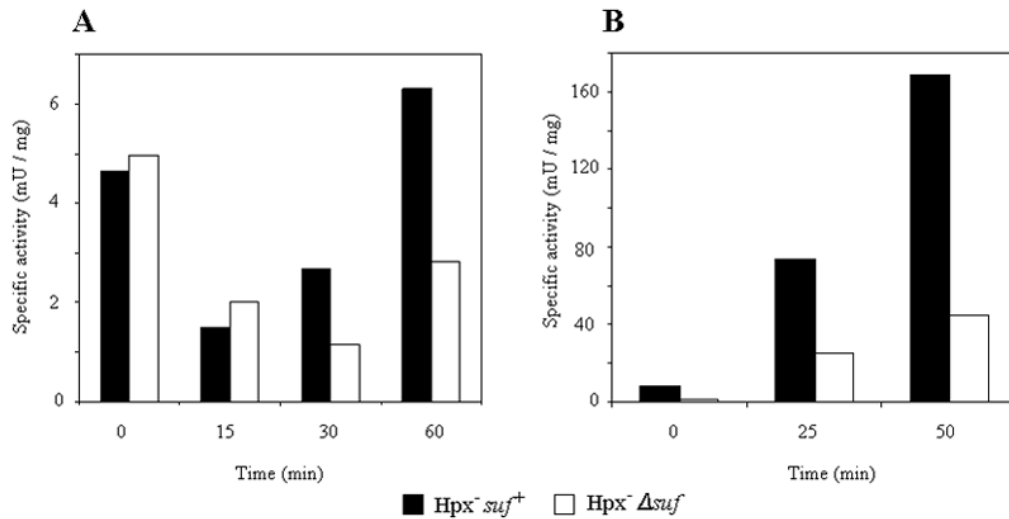 A
B
Specific activity (mU / mg)
6
4
2
0
0 15 30 60
Time (min)
Specific activity (mU / mg)
160
120
80
40
0
0 25 50
Time (min)
Hpx⁻ suf⁺ Hpx⁻ Δsuf